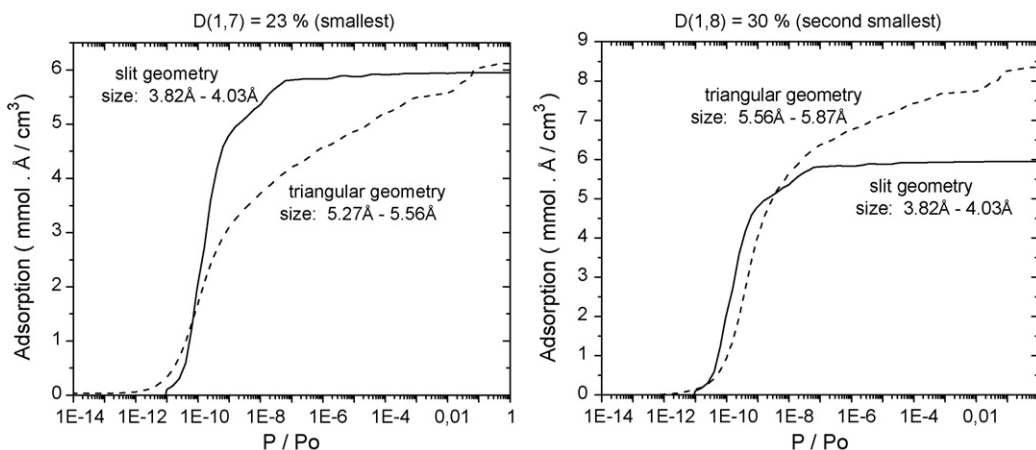 D(1,7) = 23 % (smallest)
Adsorption ( mmol . Å / cm³ )
6
5
4
3
2
1
0
slit geometry
size: 3.82Å - 4.03Å
triangular geometry
size: 5.27Å - 5.56Å
1E-14 1E-12 1E-10 1E-8 1E-6 1E-4 0,01 1
P / Po
D(1,8) = 30 % (second smallest)
Adsorption ( mmol . Å / cm³ )
9
8
7
6
5
4
3
2
1
0
triangular geometry
size: 5.56Å - 5.87Å
slit geometry
size: 3.82Å - 4.03Å
1E-14 1E-12 1E-10 1E-8 1E-6 1E-4 0,01
P / Po